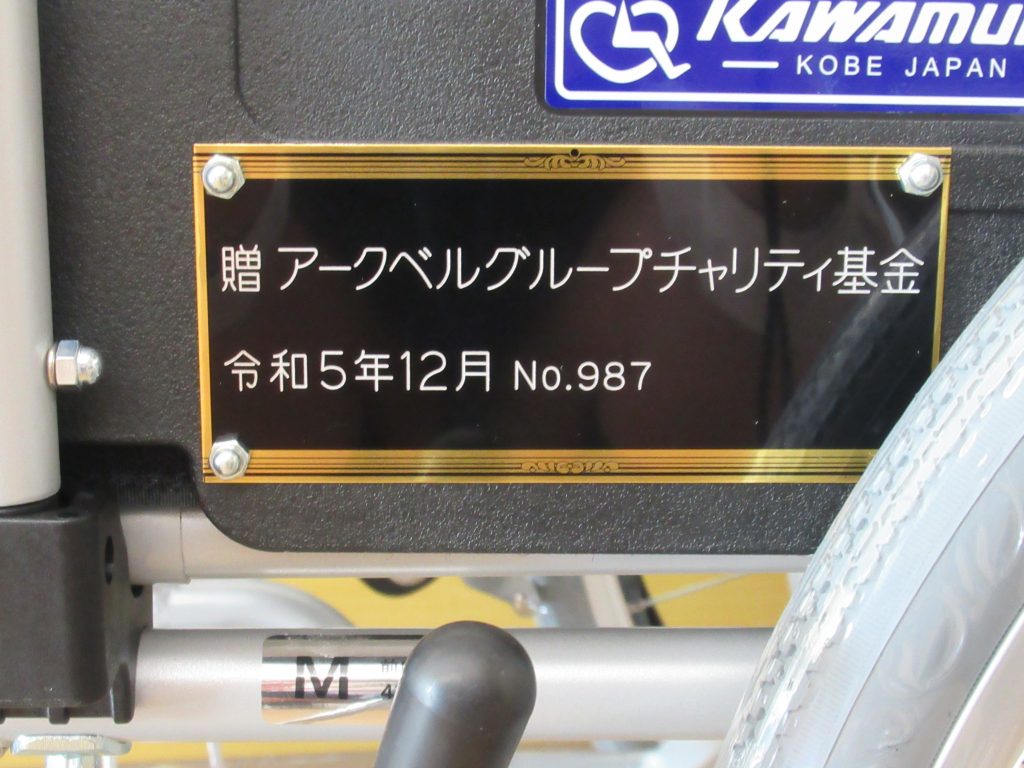 KAWAMU
KOBE JAPAN
贈 アークベルグループチャリティ基金
令和5年12月 No.987
M